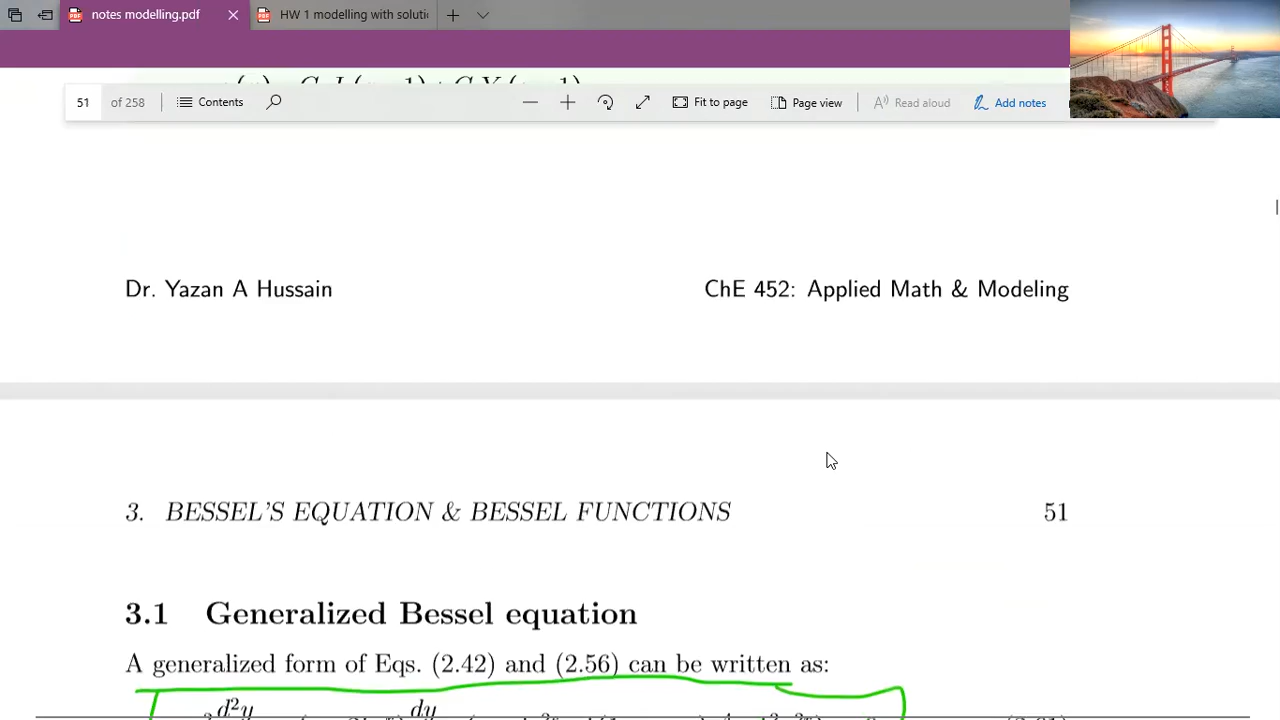 notes modelling.pdf
HW 1 modelling with soluti
51 of 258 Contents Fit to page Page view Read aloud Add notes
Dr. Yazan A Hussain ChE 452: Applied Math & Modeling
3. BESSEL'S EQUATION & BESSEL FUNCTIONS 51
3.1 Generalized Bessel equation
A generalized form of Eqs. (2.42) and (2.56) can be written as:
d²y dy